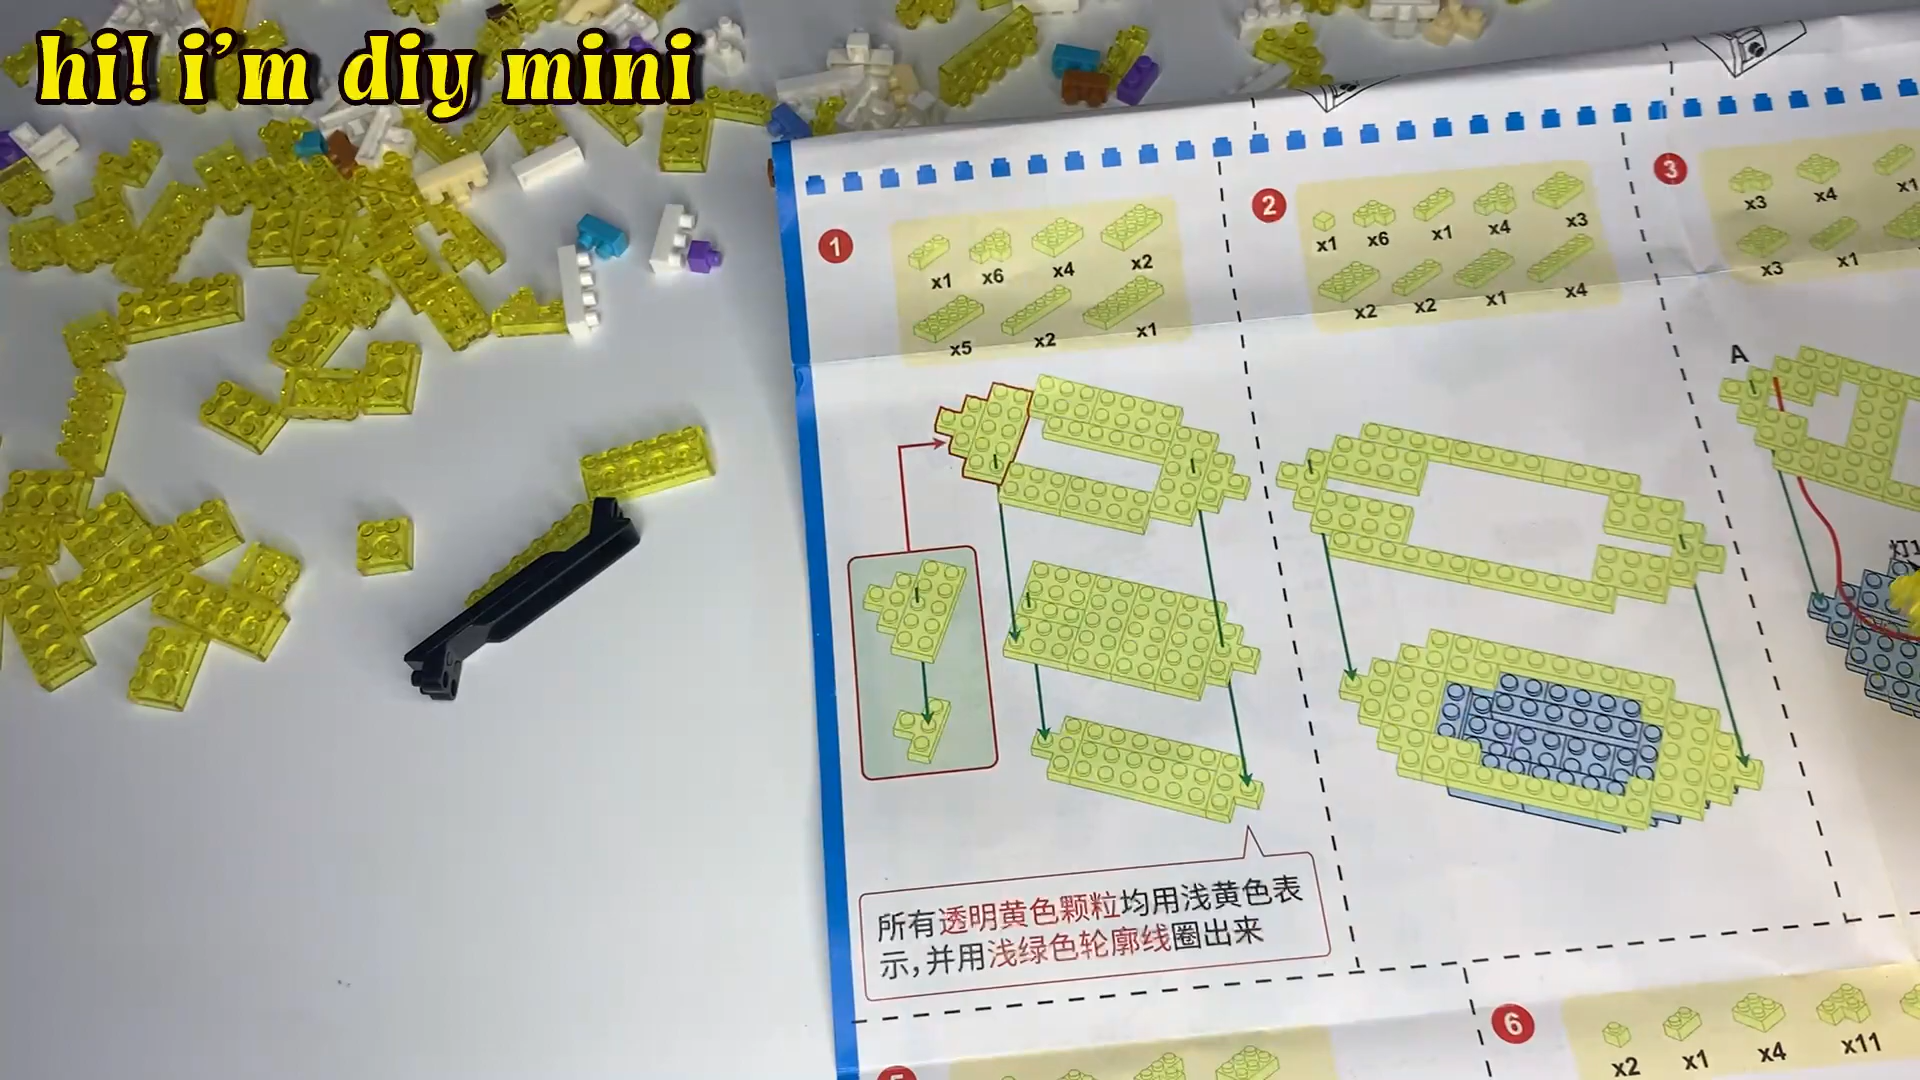 hi! i'm diy mini
1
x1 x6 x4 x2
x5 x2 x1
2
x1 x6 x1 x4 x3
x2 x2 x1 x4
3
x3 x4 x1
x3 x1
A
灯1
所有透明黄色颗粒均用浅黄色表
示,并用浅绿色轮廓线圈出来
5
6
x2 x1 x4 x11